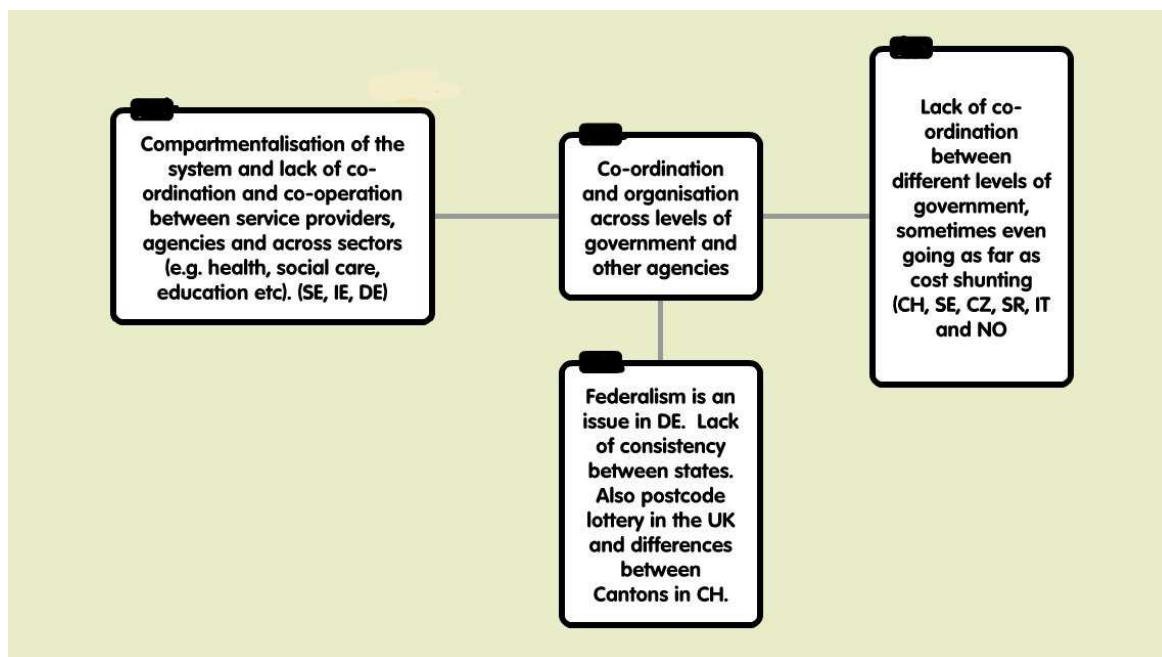 Compartmentalisation of the
system and lack of co-
ordination and co-operation
between service providers,
agencies and across sectors
(e.g. health, social care,
education etc). (SE, IE, DE)
Co-ordination
and organisation
across levels of
government and
other agencies
Lack of co-
ordination
between
different levels of
government,
sometimes even
going as far as
cost shunting
(CH, SE, CZ, SR, IT
and NO
Federalism is an
issue in DE.  Lack
of consistency
between states.
Also postcode
lottery in the UK
and differences
between
Cantons in CH.